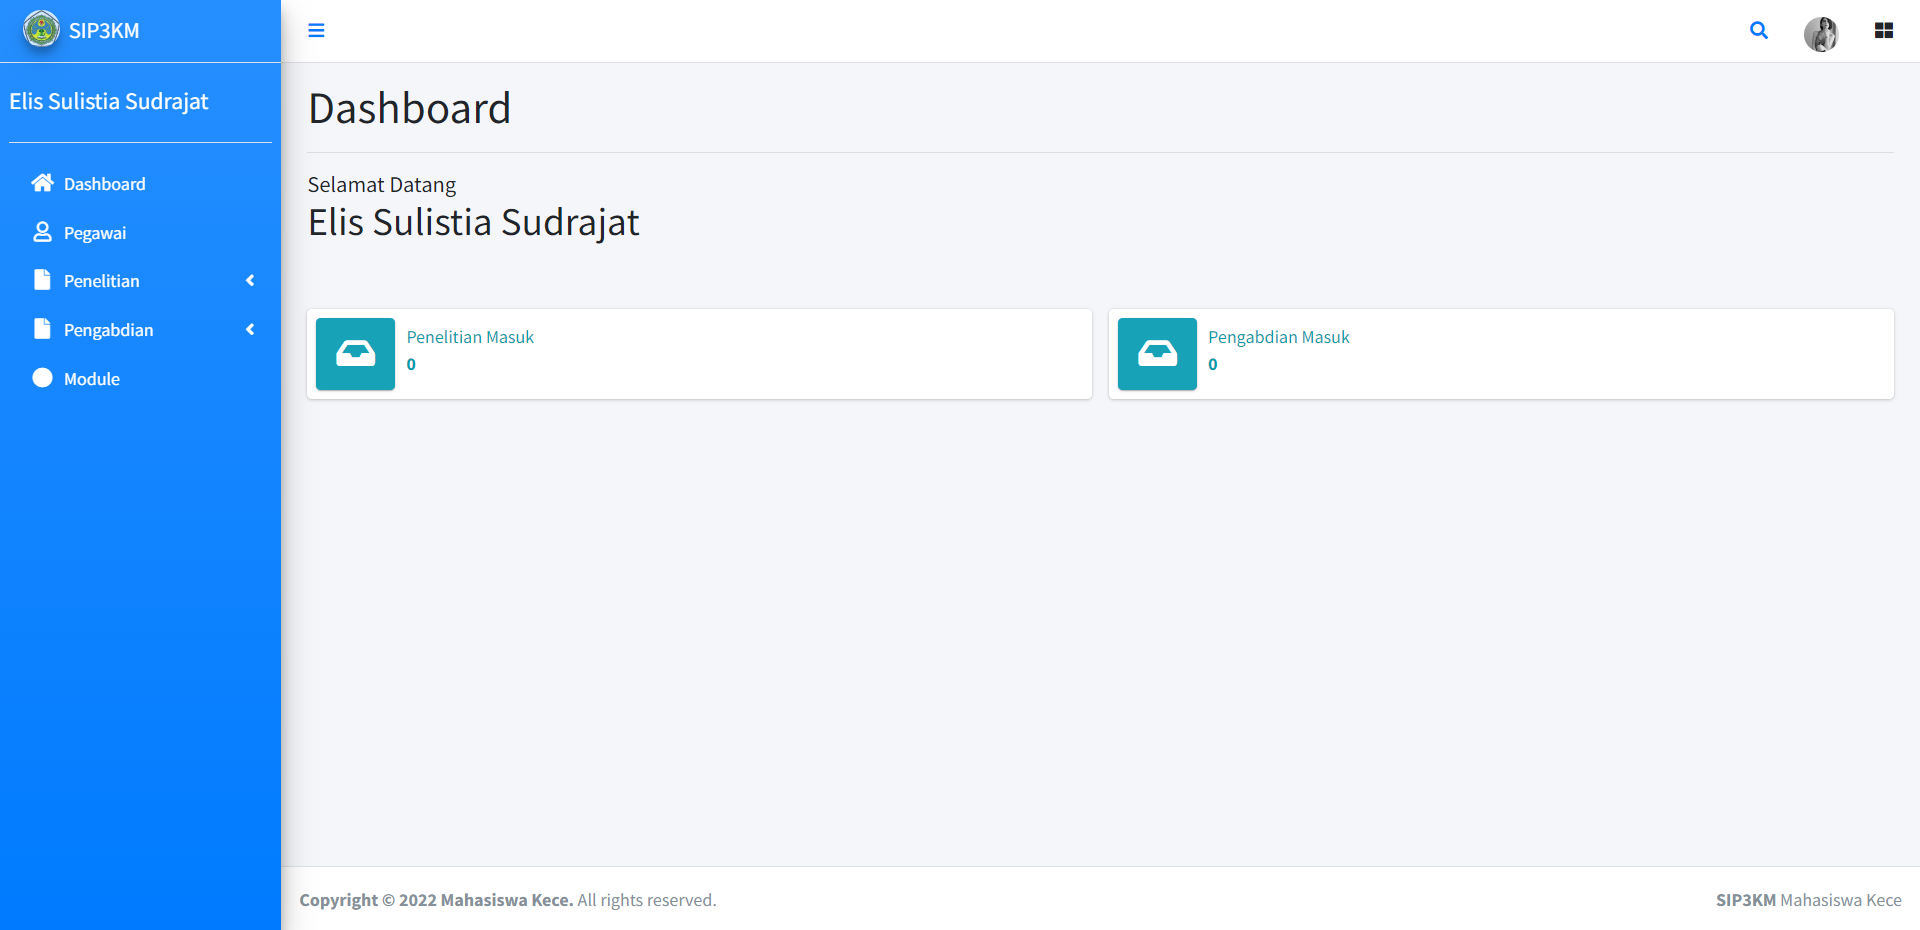 SIP3KM
Elis Sulistia Sudrajat
Dashboard
Pegawai
Penelitian
Pengabdian
Module
Dashboard
Selamat Datang
Elis Sulistia Sudrajat
Penelitian Masuk
0
Pengabdian Masuk
0
Copyright © 2022 Mahasiswa Kece. All rights reserved.
SIP3KM Mahasiswa Kece